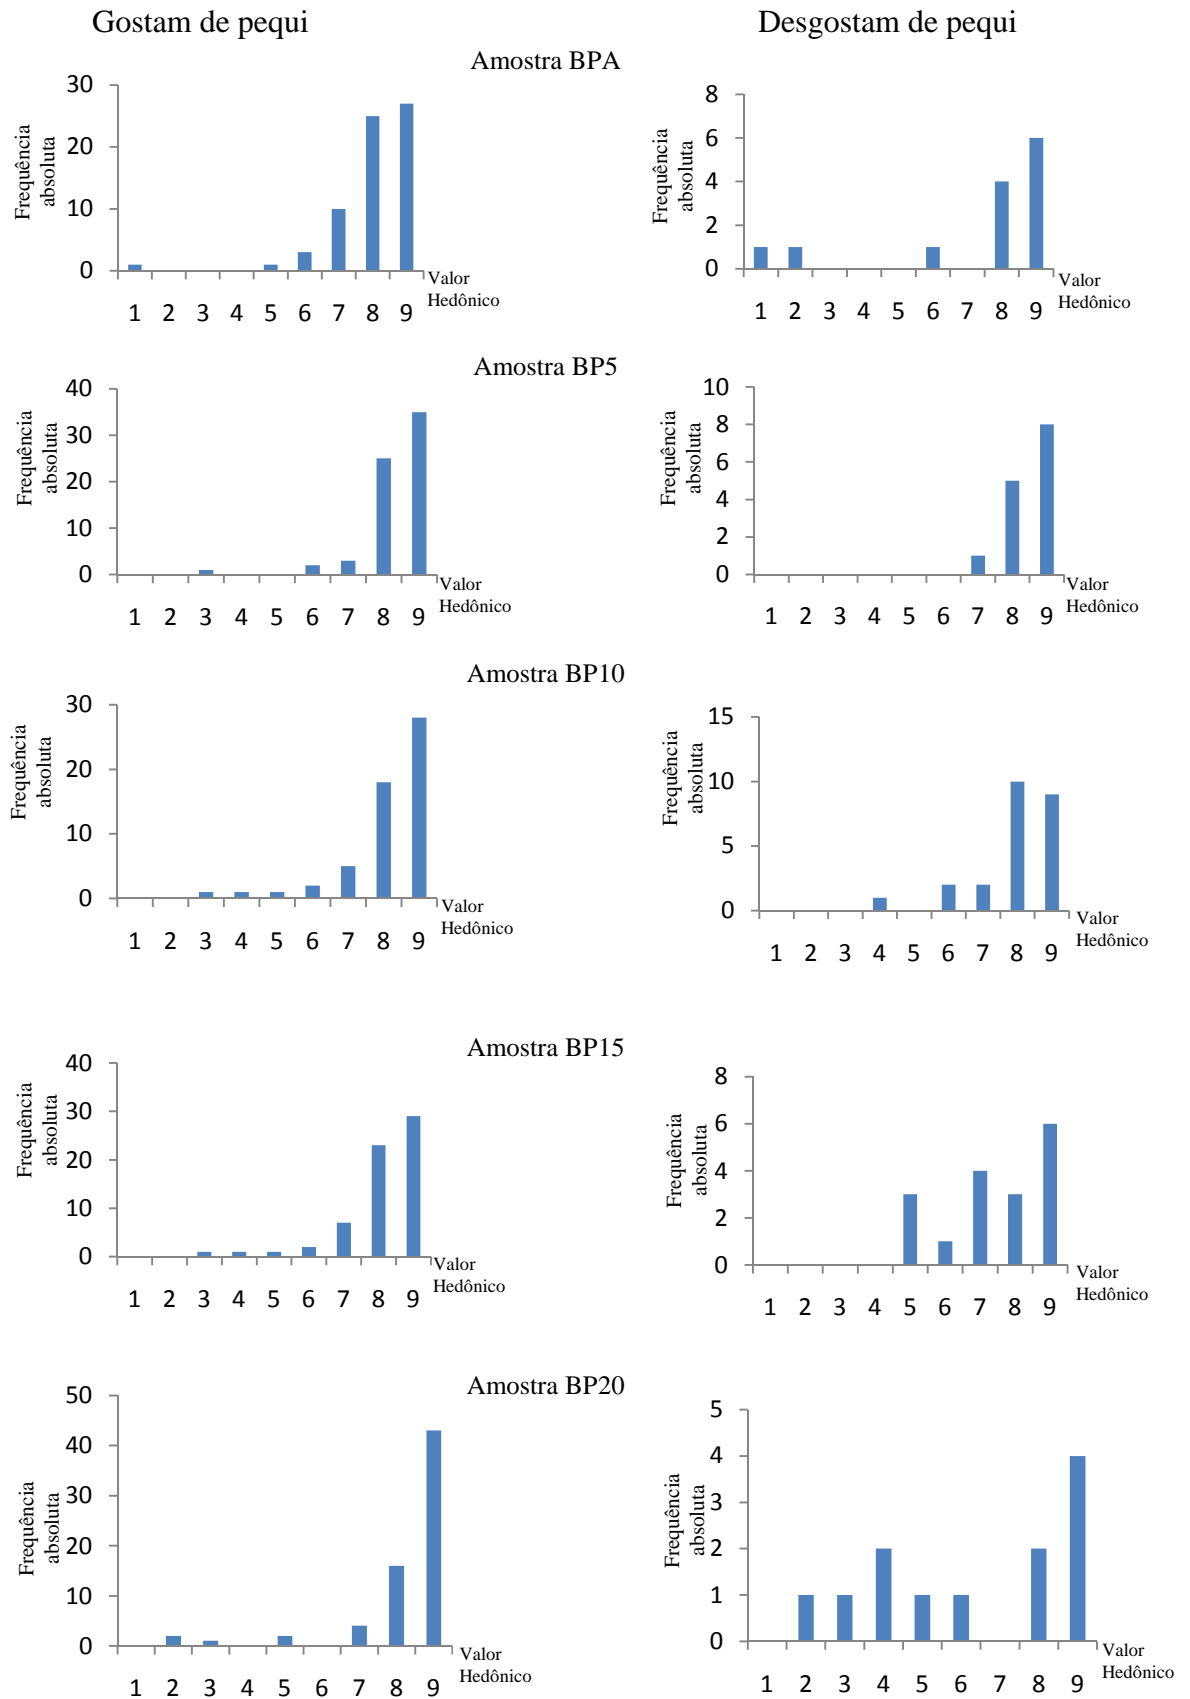 Gostam de pequi
Desgostam de pequi
Amostra BPA
Frequência
absoluta
30
20
10
0
1 2 3 4 5 6 7 8 9
Valor
Hedônico
Frequência
absoluta
8
6
4
2
0
1 2 3 4 5 6 7 8 9
Valor
Hedônico
Amostra BP5
Frequência
absoluta
40
30
20
10
0
1 2 3 4 5 6 7 8 9
Valor
Hedônico
Frequência
absoluta
10
8
6
4
2
0
1 2 3 4 5 6 7 8 9
Valor
Hedônico
Amostra BP10
Frequência
absoluta
30
20
10
0
1 2 3 4 5 6 7 8 9
Valor
Hedônico
Frequência
absoluta
15
10
5
0
1 2 3 4 5 6 7 8 9
Valor
Hedônico
Amostra BP15
Frequência
absoluta
40
30
20
10
0
1 2 3 4 5 6 7 8 9
Valor
Hedônico
Frequência
absoluta
8
6
4
2
0
1 2 3 4 5 6 7 8 9
Valor
Hedônico
Amostra BP20
Frequência
absoluta
50
40
30
20
10
0
1 2 3 4 5 6 7 8 9
Valor
Hedônico
Frequência
absoluta
5
4
3
2
1
0
1 2 3 4 5 6 7 8 9
Valor
Hedônico